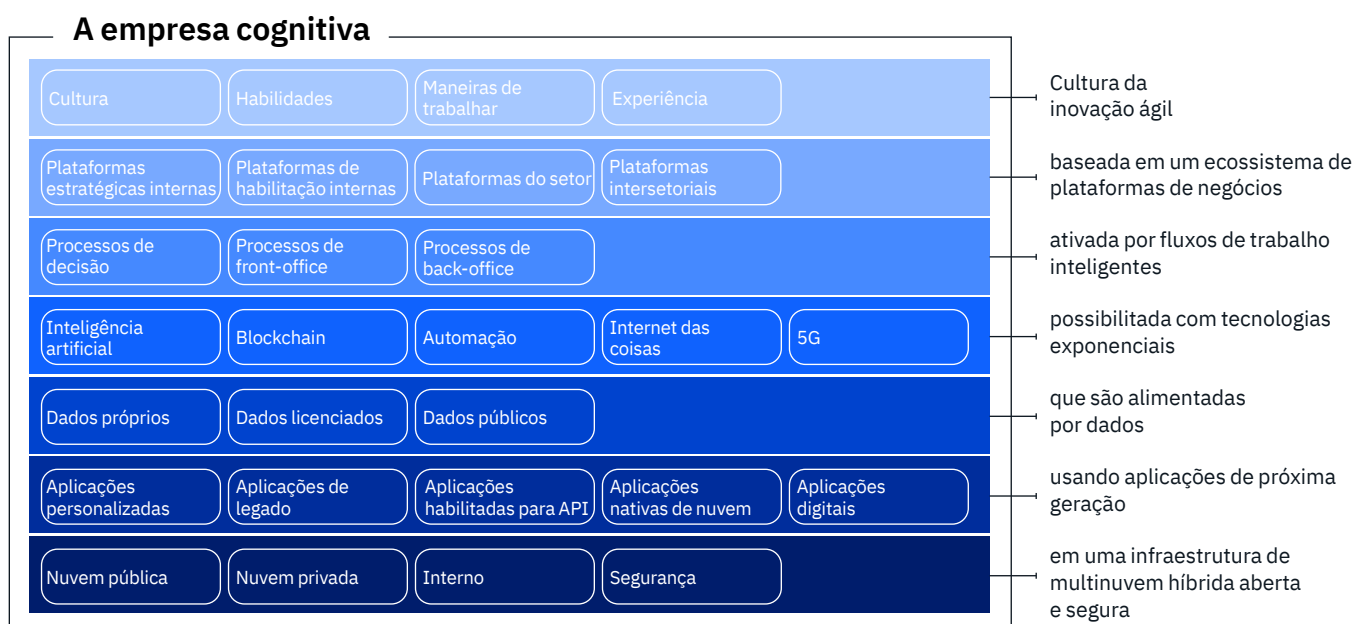 A empresa cognitiva
Cultura
Habilidades
Maneiras de
trabalhar
Experiência
Cultura da
inovação ágil
Plataformas
estratégicas internas
Plataformas de
habilitação internas
Plataformas do setor
Plataformas
intersetoriais
baseada em um ecossistema de
plataformas de negócios
Processos de
decisão
Processos de
front-office
Processos de
back-office
ativada por fluxos de trabalho
inteligentes
Inteligência
artificial
Blockchain
Automação
Internet das
coisas
5G
possibilitada com tecnologias
exponenciais
Dados próprios
Dados licenciados
Dados públicos
que são alimentadas
por dados
Aplicações
personalizadas
Aplicações de
legado
Aplicações
habilitadas para API
Aplicações
nativas de nuvem
Aplicações
digitais
usando aplicações de próxima
geração
Nuvem pública
Nuvem privada
Interno
Segurança
em uma infraestrutura de
multinuvem híbrida aberta
e segura